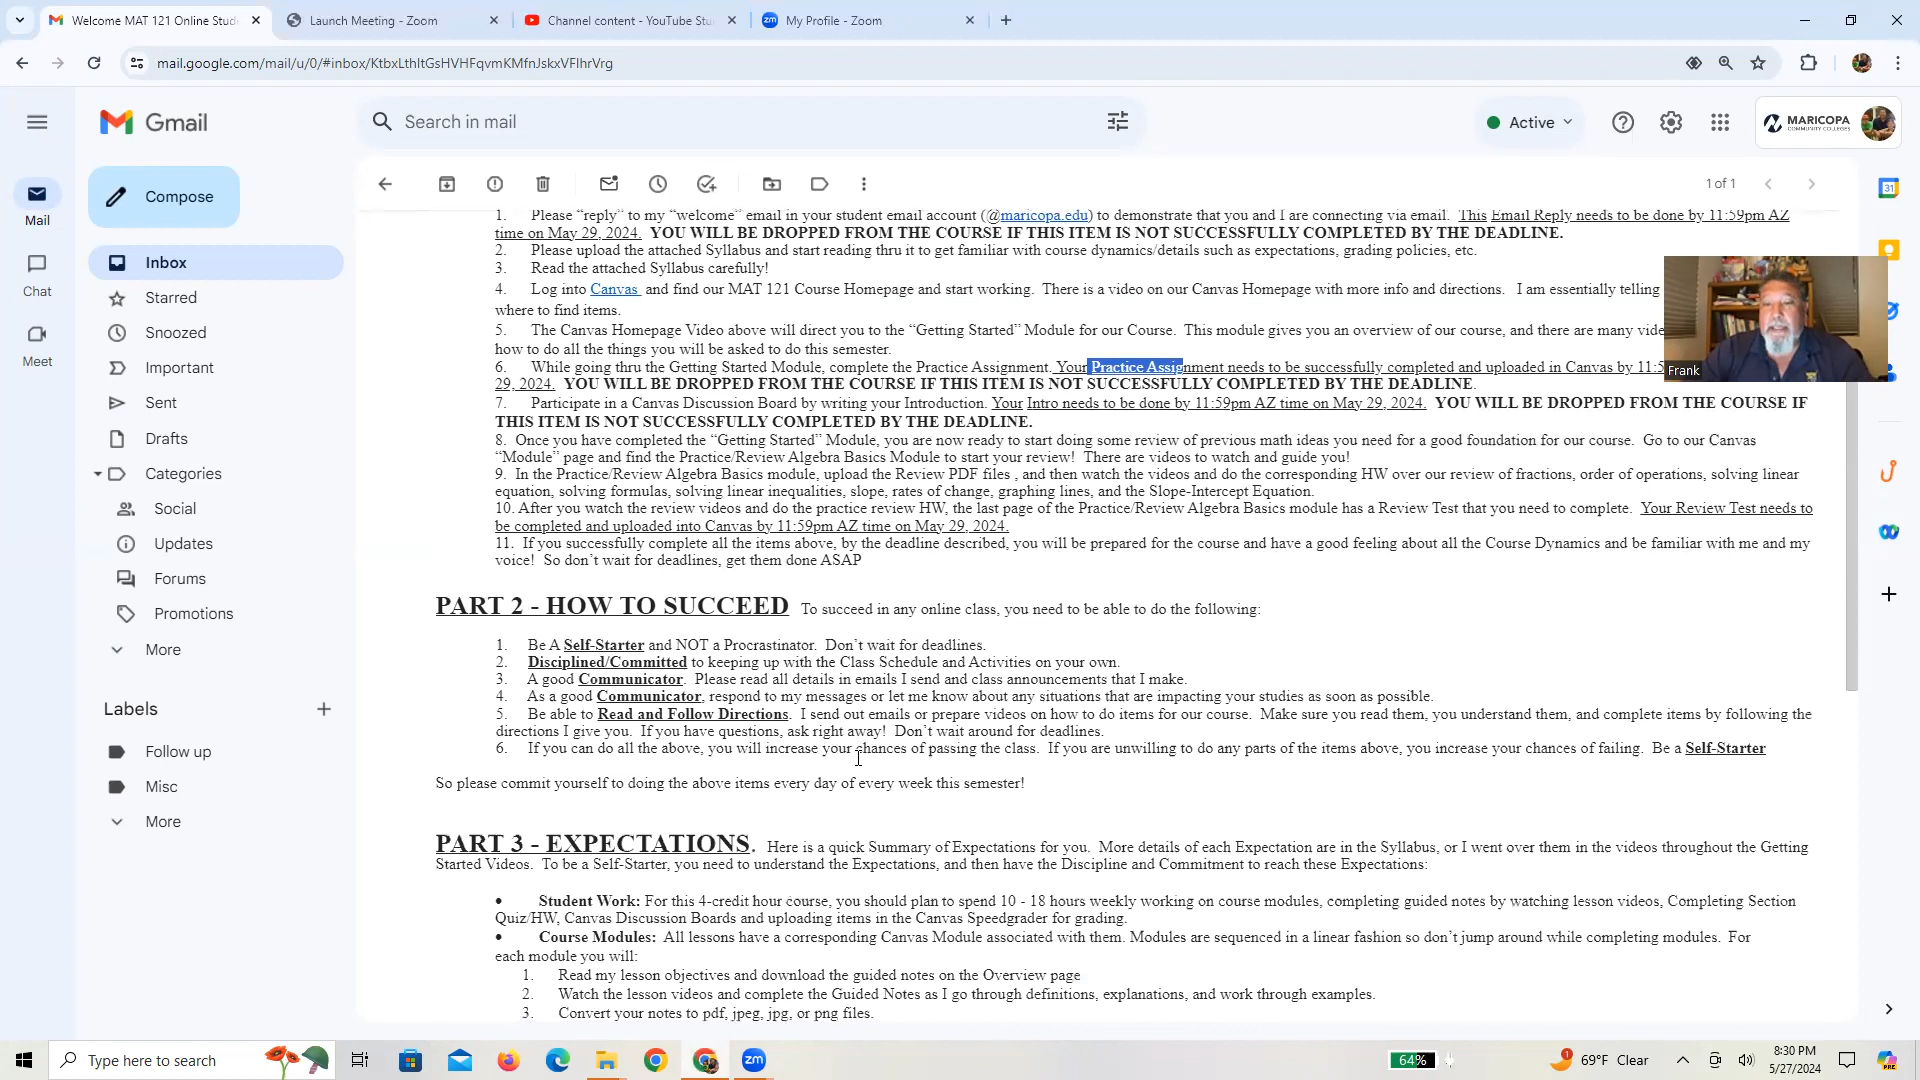 Welcome MAT 121 Online Stude
Launch Meeting - Zoom
Channel content - YouTube Stu
zm My Profile - Zoom
mail.google.com/mail/u/0/#inbox/KtbxLthItGsHVHFqvmKMfnJskxVFlhrVrg
Gmail
Search in mail
Active
MARICOPA
COMMUNITY COLLEGES
Compose
1 of 1
Mail
Chat
Meet
Inbox
Starred
Snoozed
Important
Sent
Drafts
Categories
Social
Updates
Forums
Promotions
More
Labels
Follow up
Misc
More
1. Please “reply” to my “welcome” email in your student email account (@maricopa.edu) to demonstrate that you and I are connecting via email. This Email Reply needs to be done by 11:59pm AZ
time on May 29, 2024. YOU WILL BE DROPPED FROM THE COURSE IF THIS ITEM IS NOT SUCCESSFULLY COMPLETED BY THE DEADLINE.
2. Please upload the attached Syllabus and start reading thru it to get familiar with course dynamics/details such as expectations, grading policies, etc.
3. Read the attached Syllabus carefully!
4. Log into Canvas and find our MAT 121 Course Homepage and start working. There is a video on our Canvas Homepage with more info and directions. I am essentially telling
where to find items.
5. The Canvas Homepage Video above will direct you to the “Getting Started” Module for our Course. This module gives you an overview of our course, and there are many vide
how to do all the things you will be asked to do this semester.
6. While going thru the Getting Started Module, complete the Practice Assignment. Your Practice Assignment needs to be successfully completed and uploaded in Canvas by 11:5
29, 2024. YOU WILL BE DROPPED FROM THE COURSE IF THIS ITEM IS NOT SUCCESSFULLY COMPLETED BY THE DEADLINE.
7. Participate in a Canvas Discussion Board by writing your Introduction. Your Intro needs to be done by 11:59pm AZ time on May 29, 2024. YOU WILL BE DROPPED FROM THE COURSE IF
THIS ITEM IS NOT SUCCESSFULLY COMPLETED BY THE DEADLINE.
8. Once you have completed the “Getting Started” Module, you are now ready to start doing some review of previous math ideas you need for a good foundation for our course. Go to our Canvas
“Module” page and find the Practice/Review Algebra Basics Module to start your review! There are videos to watch and guide you!
9. In the Practice/Review Algebra Basics module, upload the Review PDF files , and then watch the videos and do the corresponding HW over our review of fractions, order of operations, solving linear
equation, solving formulas, solving linear inequalities, slope, rates of change, graphing lines, and the Slope-Intercept Equation.
10. After you watch the review videos and do the practice review HW, the last page of the Practice/Review Algebra Basics module has a Review Test that you need to complete. Your Review Test needs to
be completed and uploaded into Canvas by 11:59pm AZ time on May 29, 2024.
11. If you successfully complete all the items above, by the deadline described, you will be prepared for the course and have a good feeling about all the Course Dynamics and be familiar with me and my
voice! So don’t wait for deadlines, get them done ASAP
PART 2 - HOW TO SUCCEED To succeed in any online class, you need to be able to do the following:
1. Be A Self-Starter and NOT a Procrastinator. Don’t wait for deadlines.
2. Disciplined/Committed to keeping up with the Class Schedule and Activities on your own.
3. A good Communicator. Please read all details in emails I send and class announcements that I make.
4. As a good Communicator, respond to my messages or let me know about any situations that are impacting your studies as soon as possible.
5. Be able to Read and Follow Directions. I send out emails or prepare videos on how to do items for our course. Make sure you read them, you understand them, and complete items by following the
directions I give you. If you have questions, ask right away! Don’t wait around for deadlines.
6. If you can do all the above, you will increase your chances of passing the class. If you are unwilling to do any parts of the items above, you increase your chances of failing. Be a Self-Starter
So please commit yourself to doing the above items every day of every week this semester!
PART 3 - EXPECTATIONS. Here is a quick Summary of Expectations for you. More details of each Expectation are in the Syllabus, or I went over them in the videos throughout the Getting
Started Videos. To be a Self-Starter, you need to understand the Expectations, and then have the Discipline and Commitment to reach these Expectations:
• Student Work: For this 4-credit hour course, you should plan to spend 10 - 18 hours weekly working on course modules, completing guided notes by watching lesson videos, Completing Section
Quiz/HW, Canvas Discussion Boards and uploading items in the Canvas Speedgrader for grading.
• Course Modules: All lessons have a corresponding Canvas Module associated with them. Modules are sequenced in a linear fashion so don’t jump around while completing modules. For
each module you will:
1. Read my lesson objectives and download the guided notes on the Overview page
2. Watch the lesson videos and complete the Guided Notes as I go through definitions, explanations, and work through examples.
3. Convert your notes to pdf, jpeg, jpg, or png files.
Frank
31
Type here to search
zm
64%
1
69°F Clear
8:30 PM
5/27/2024
PRE